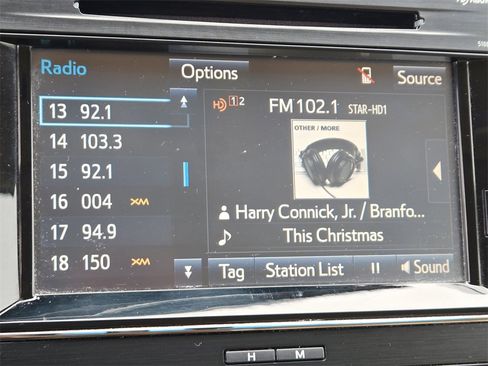 Radio
Options
Source
13 92.1
14 103.3
15 92.1
16 004 XM
17 94.9
18 150 XM
HD 1 2
FM 102.1 STAR-HD1
OTHER / MORE
Harry Connick, Jr. / Branfo...
This Christmas
Tag
Station List
Sound
H
M